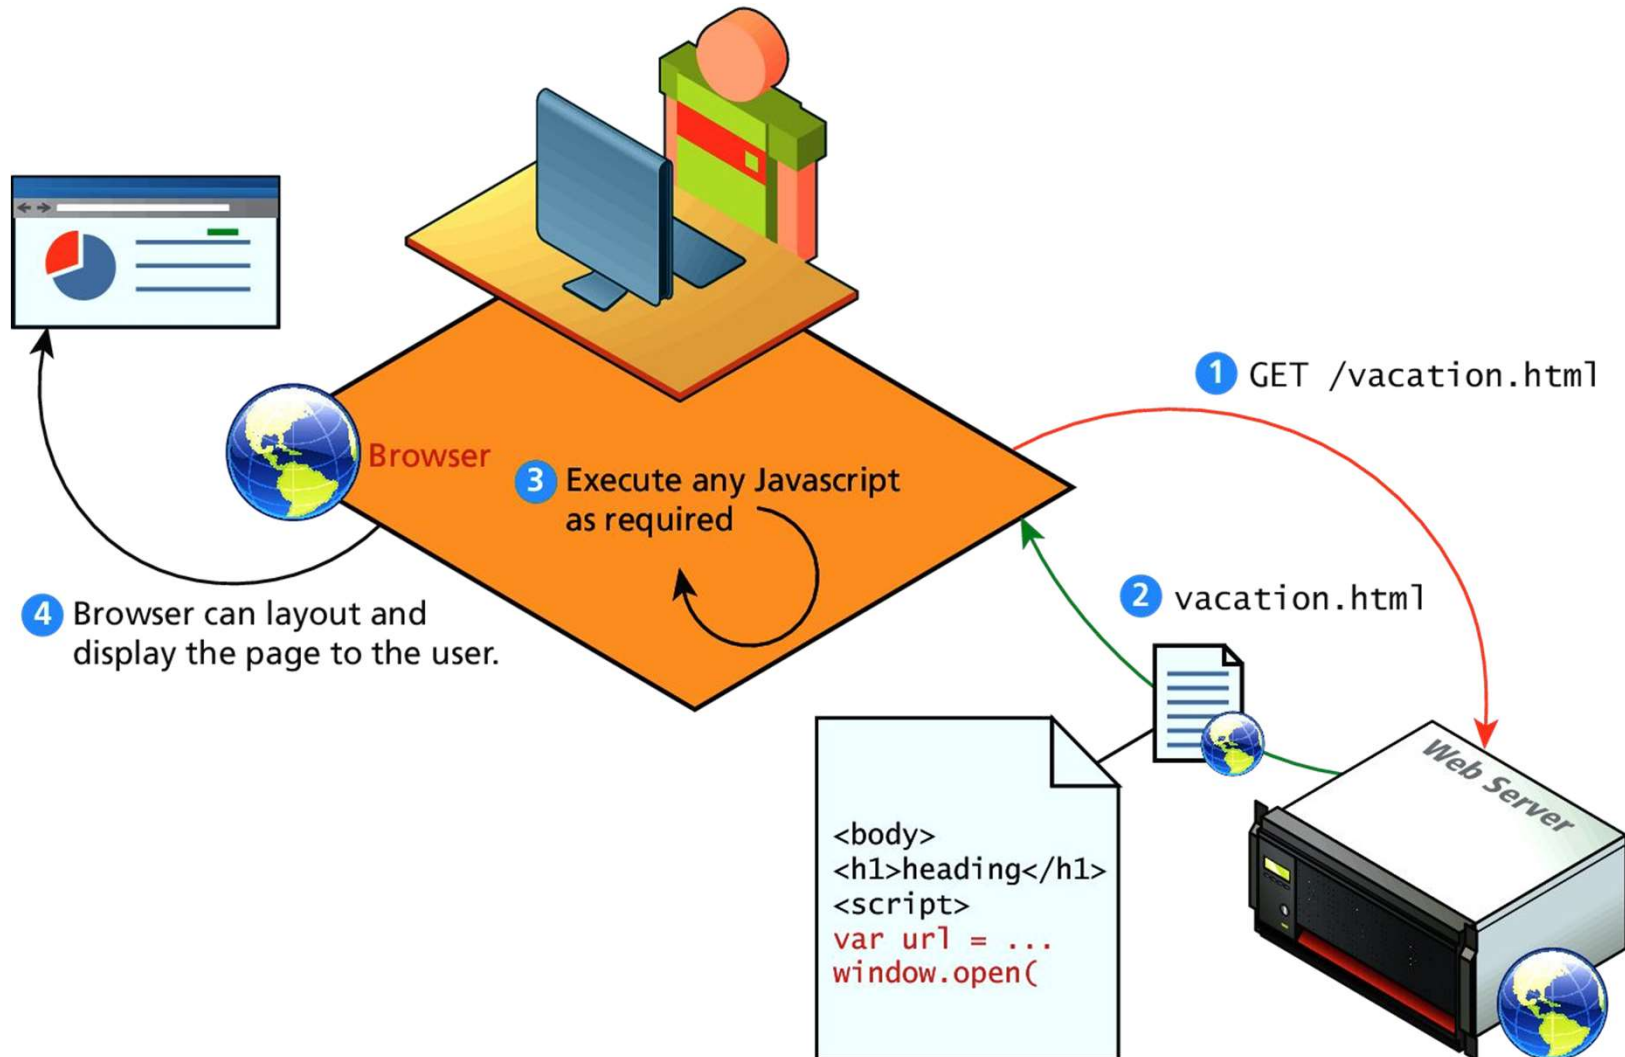 1 GET /vacation.html
Browser
3 Execute any Javascript
as required
2 vacation.html
4 Browser can layout and
display the page to the user.
Web Server
<body>
<h1>heading</h1>
<script>
var url = ...
window.open(